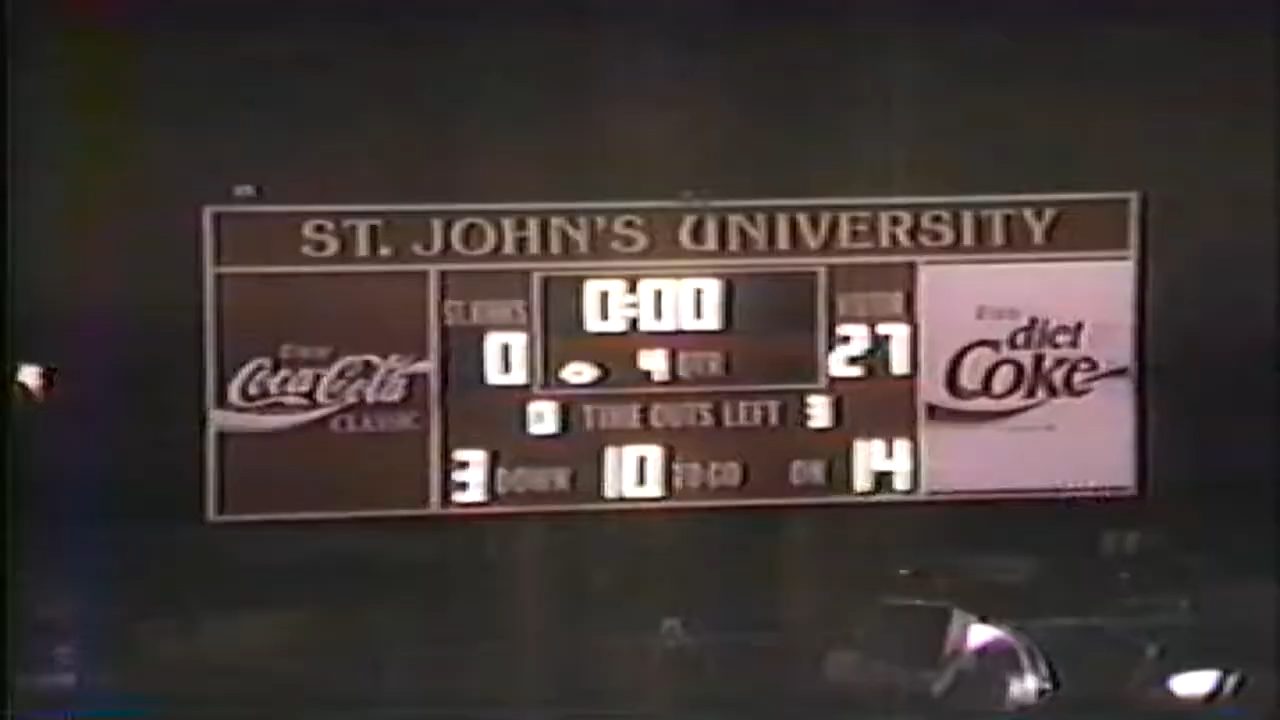 ST. JOHN'S UNIVERSITY
0:00
0
27
4 QTR
TIME OUTS LEFT 3
3 DOWN 10 TO GO ON 14
Coca-Cola
CLASSIC
diet
Coke